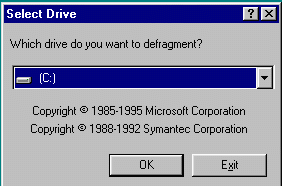 Select Drive
Which drive do you want to defragment?
(C:)
Copyright © 1985-1995 Microsoft Corporation
Copyright © 1988-1992 Symantec Corporation
OK
Exit